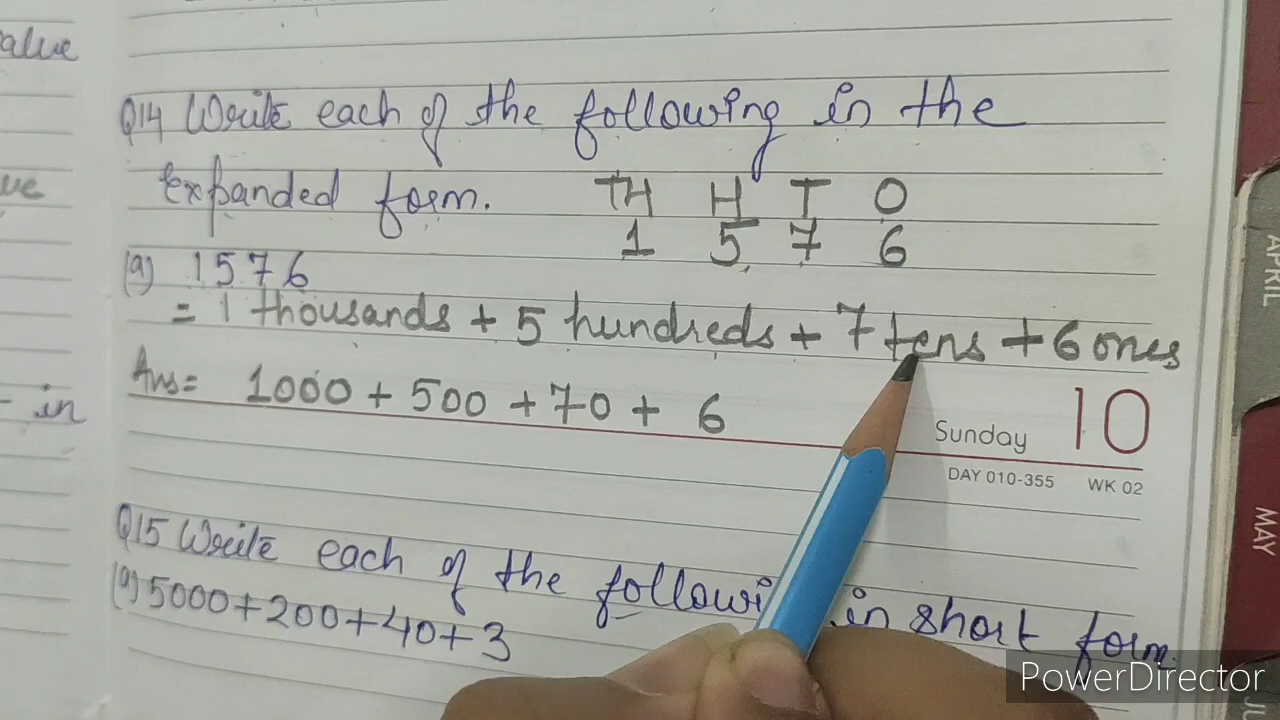 alue
Q14 Write each of the following in the
expanded form. TH H T O
1 5 7 6
(a) 1576
= 1 thousands + 5 hundreds + 7 tens + 6 ones
Ans = 1000 + 500 + 70 + 6
in
Sunday 10
DAY 010-355 WK 02
Q15 Write each of the in short form
(a) 5000+200+40+3
APRIL
MAY
PowerDirector